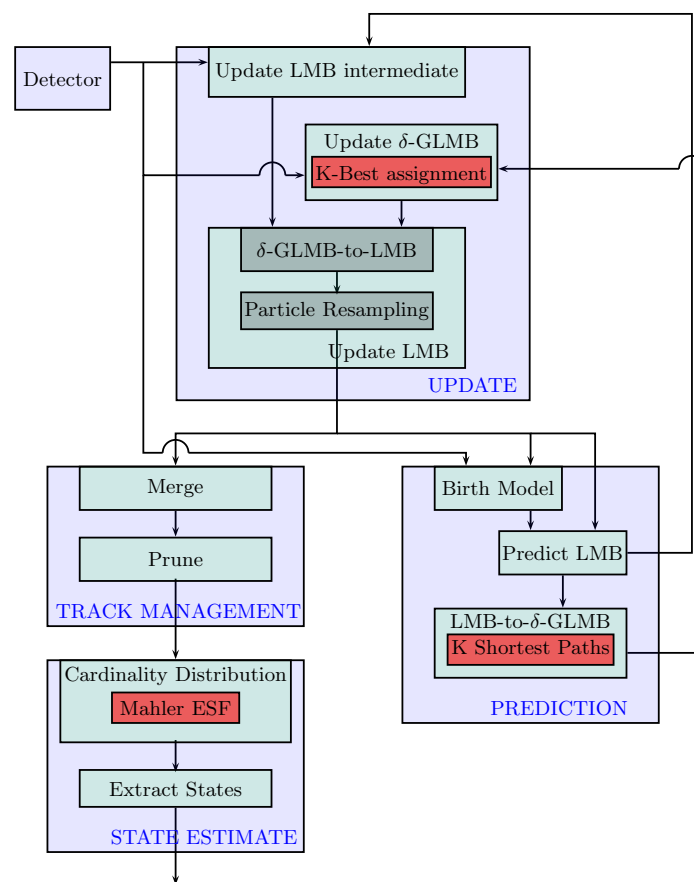 Detector
Update LMB intermediate
Update δ-GLMB
K-Best assignment
δ-GLMB-to-LMB
Particle Resampling
Update LMB
UPDATE
Merge
Prune
TRACK MANAGEMENT
Birth Model
Predict LMB
LMB-to-δ-GLMB
K Shortest Paths
PREDICTION
Cardinality Distribution
Mahler ESF
Extract States
STATE ESTIMATE